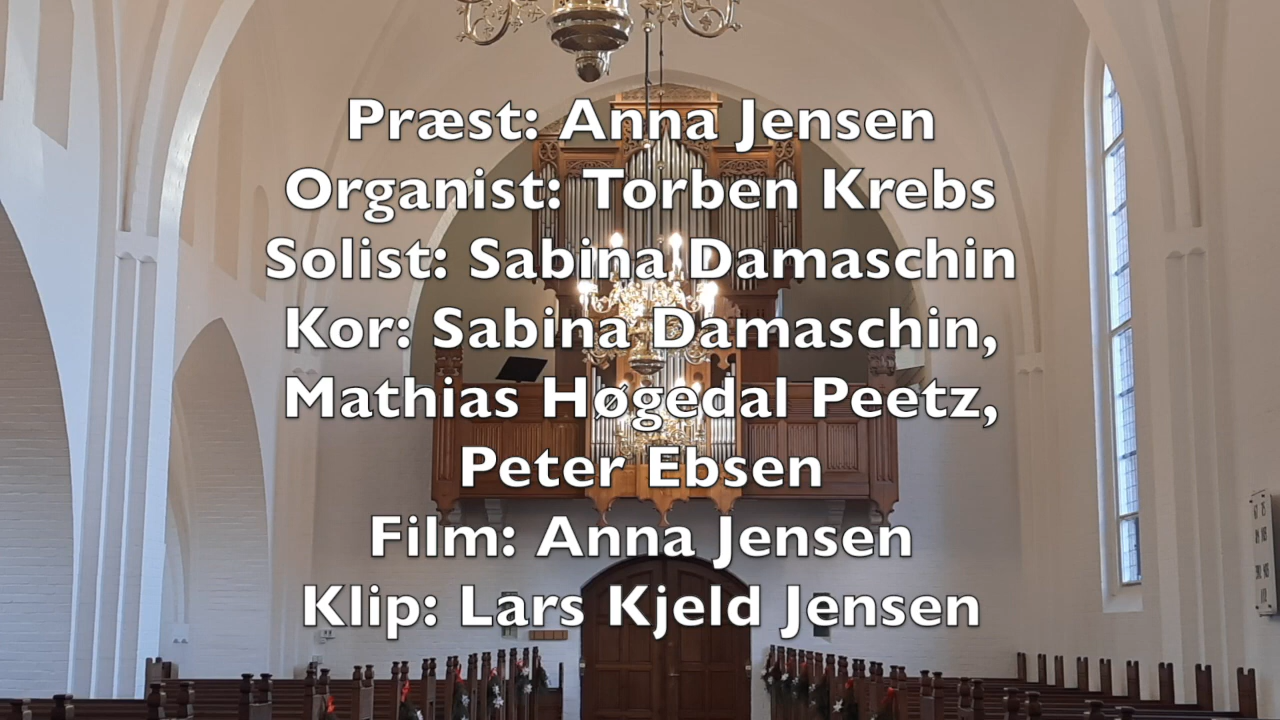 Præst: Anna Jensen
Organist: Torben Krebs
Solist: Sabina Damaschin
Kor: Sabina Damaschin,
Mathias Høgedal Peetz,
Peter Ebsen
Film: Anna Jensen
Klip: Lars Kjeld Jensen